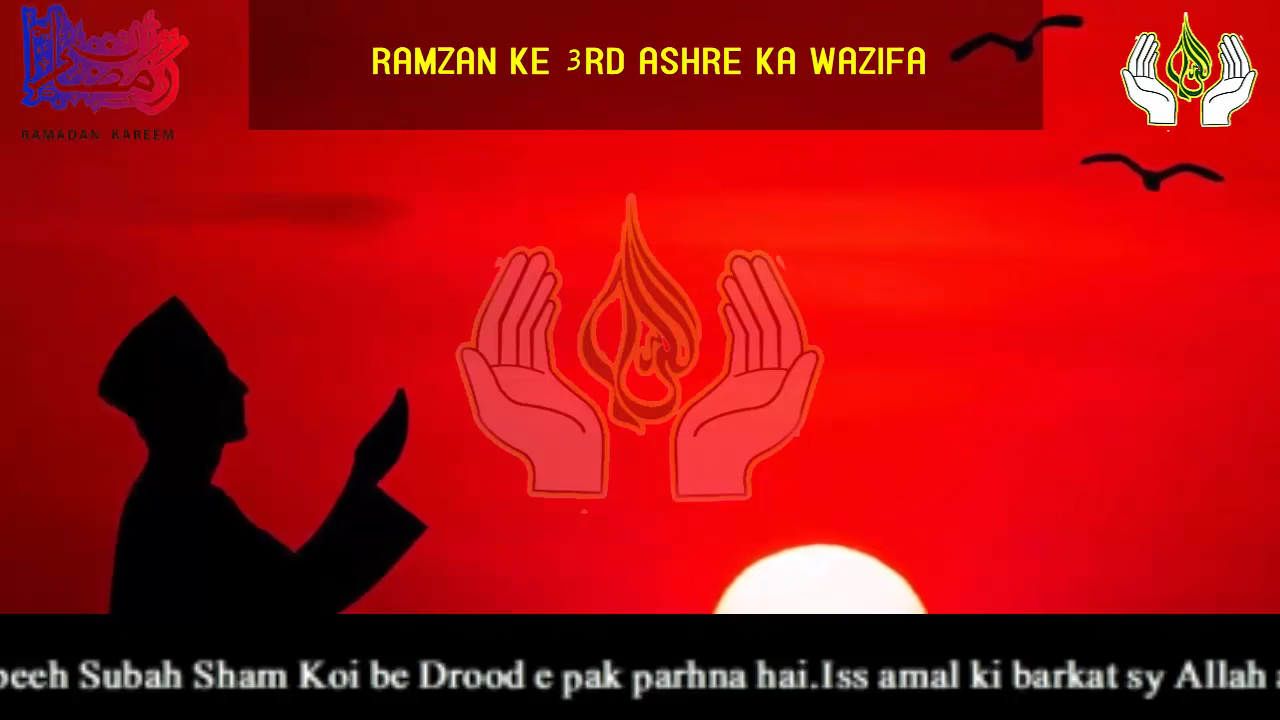 RAMZAN KE 3RD ASHRE KA WAZIFA
RAMADAN KAREEM
Subah Sham Koi be Drood e pak parhna hai.Iss amal ki barkat sy Allah